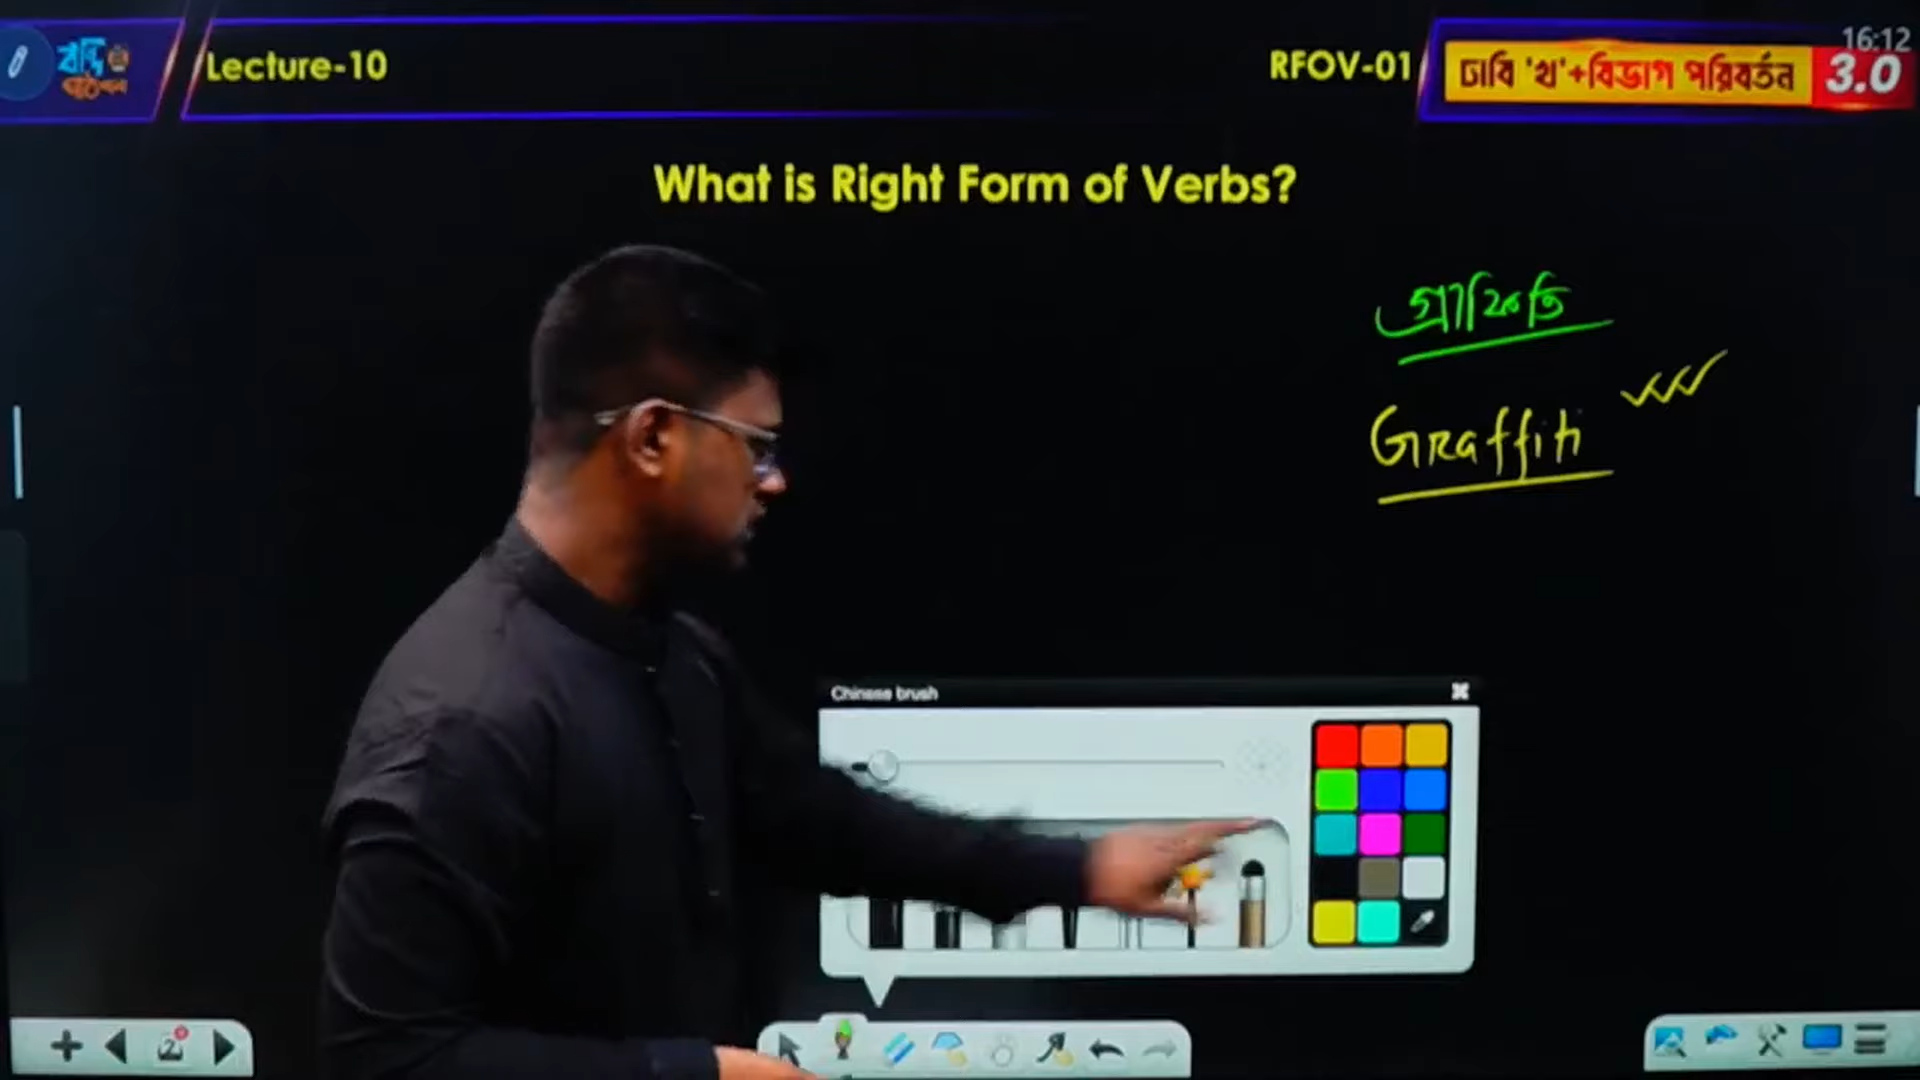 Lecture-10
RFOV-01
16:12
ঢাবি 'খ'+বিভাগ পরিবর্তন 3.0
What is Right Form of Verbs?
গ্রাফিতি
Graffiti
Chinese brush
2